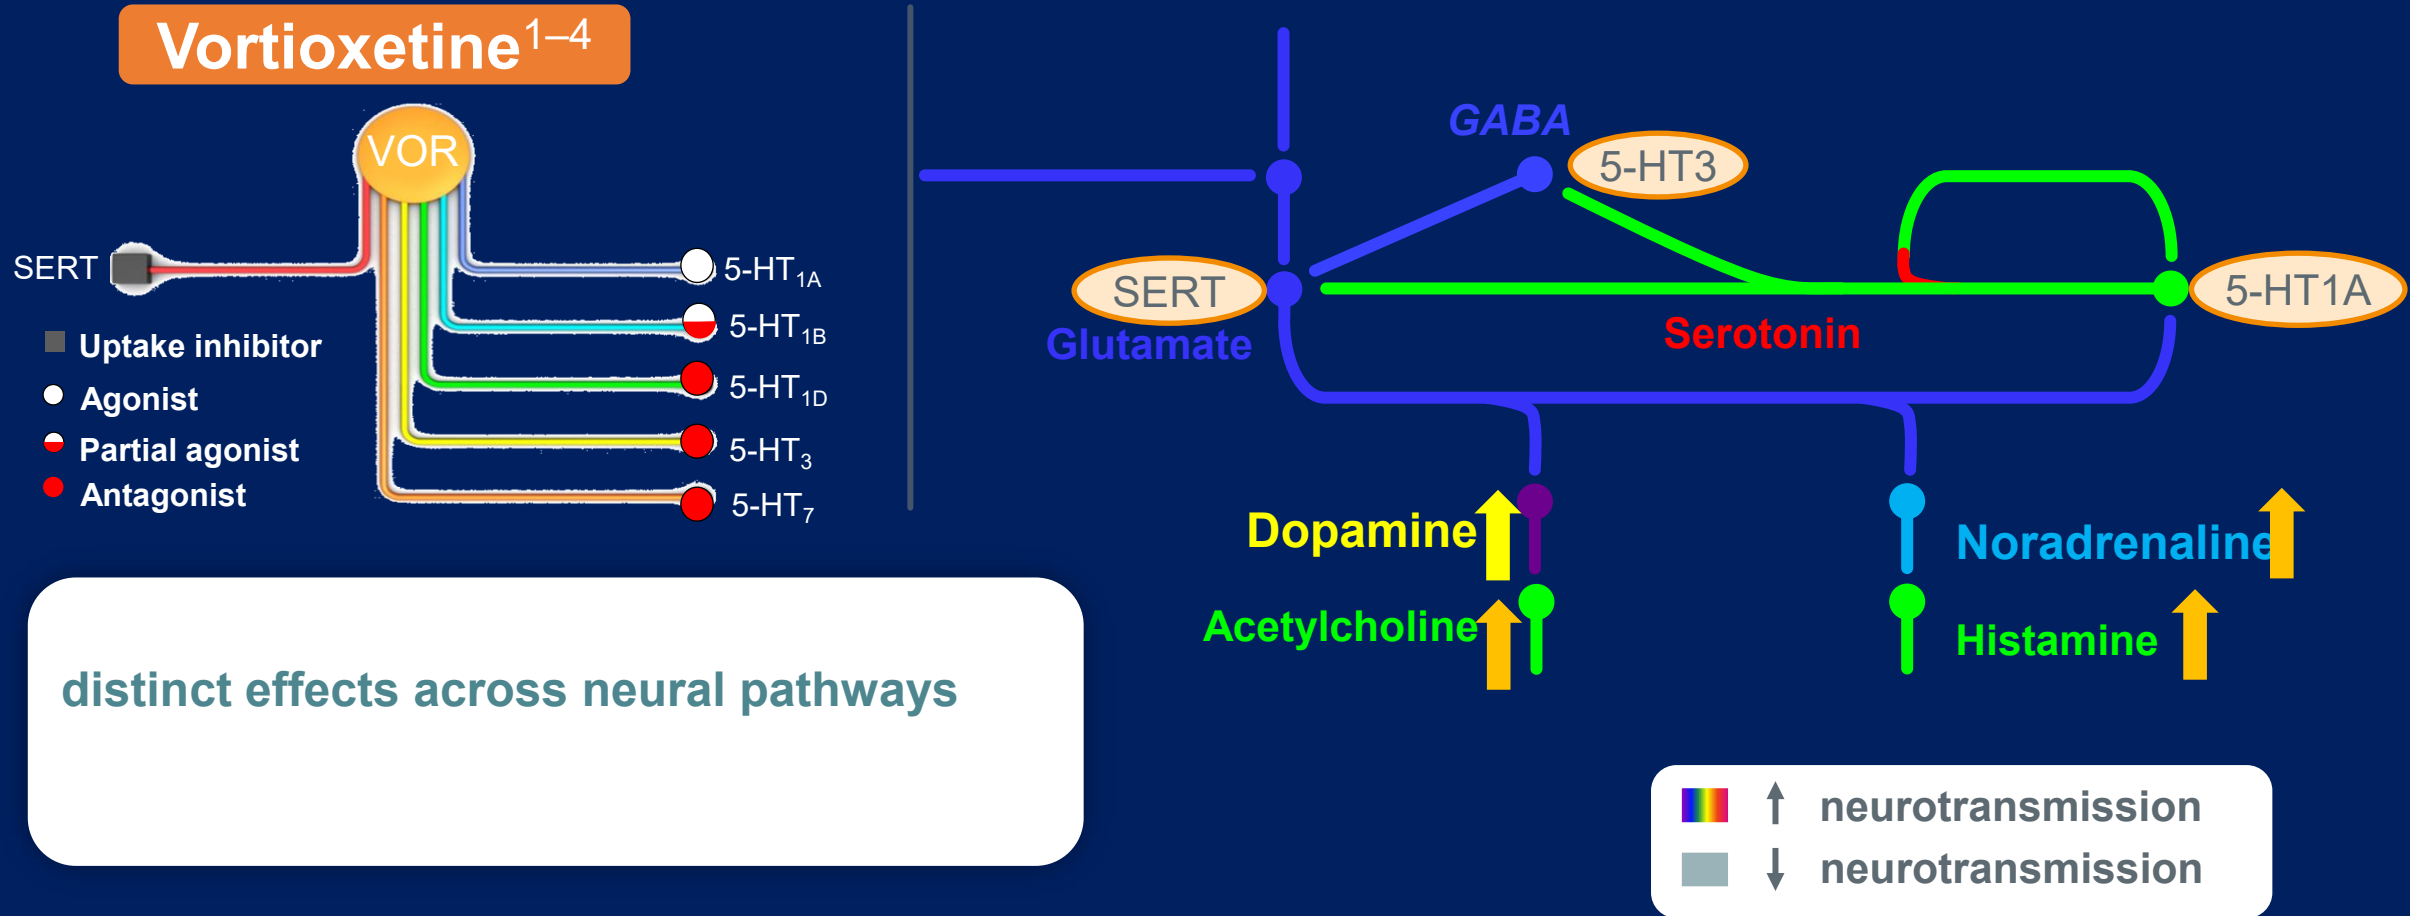 Vortioxetine1–4
VOR
SERT
5-HT1A
5-HT1B
5-HT1D
5-HT3
5-HT7
Uptake inhibitor
Agonist
Partial agonist
Antagonist
distinct effects across neural pathways
GABA
5-HT3
SERT
5-HT1A
Glutamate
Serotonin
Dopamine
Noradrenaline
Acetylcholine
Histamine
↑ neurotransmission
↓ neurotransmission